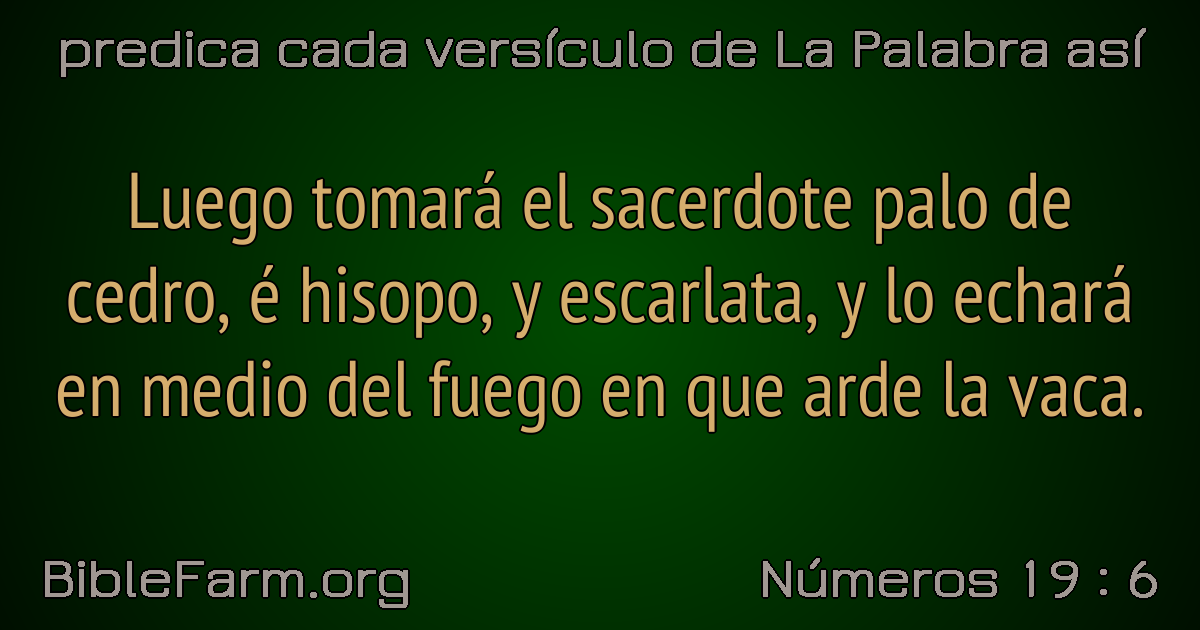 predica cada versículo de La Palabra así
Luego tomará el sacerdote palo de
cedro, é hisopo, y escarlata, y lo echará
en medio del fuego en que arde la vaca.
BibleFarm.org
Números 19 : 6